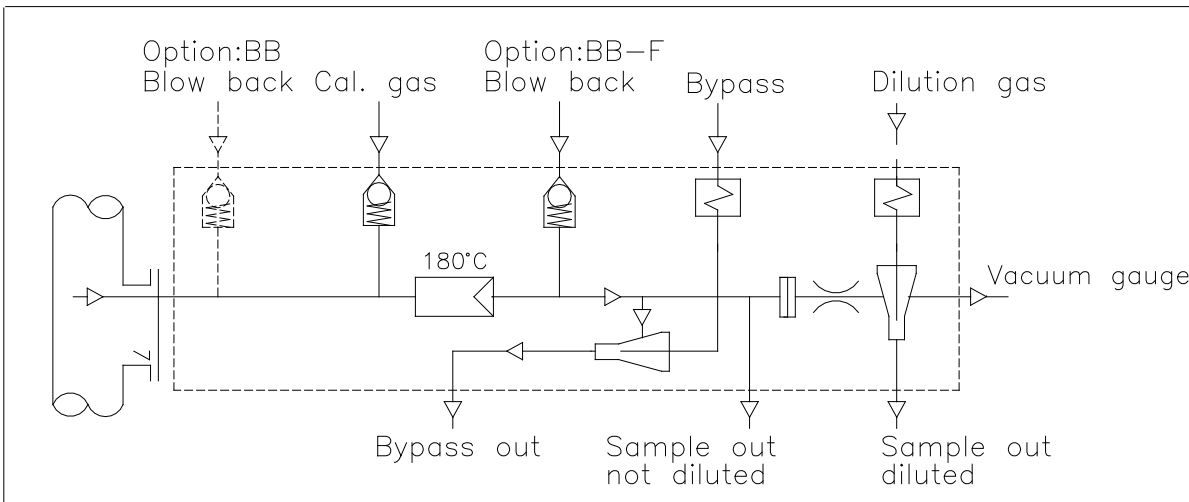 Option:BB
Blow back
Cal. gas
Option:BB-F
Blow back
Bypass
Dilution gas
180°C
Vacuum gauge
Bypass out
Sample out
not diluted
Sample out
diluted